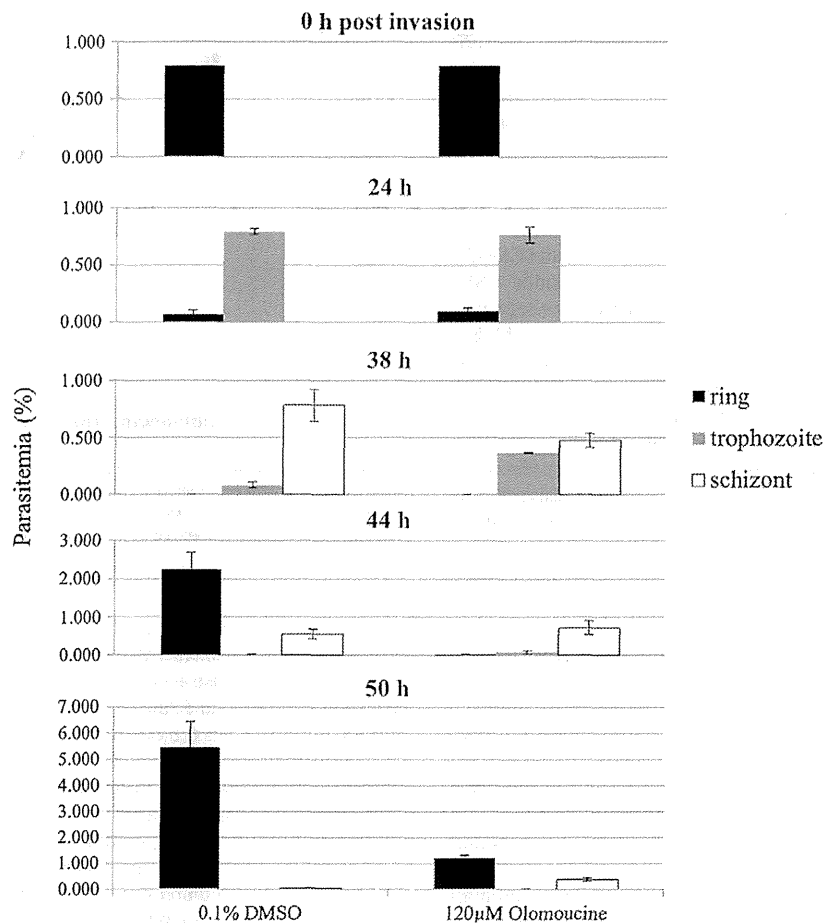 0 h post invasion
1.000
0.500
0.000
24 h
1.000
0.500
0.000
38 h
1.000
0.500
0.000
44 h
3.000
2.000
1.000
0.000
50 h
7.000
6.000
5.000
4.000
3.000
2.000
1.000
0.000
Parasitemia (%)
0.1% DMSO
120µM Olomoucine
ring
trophozoite
schizont